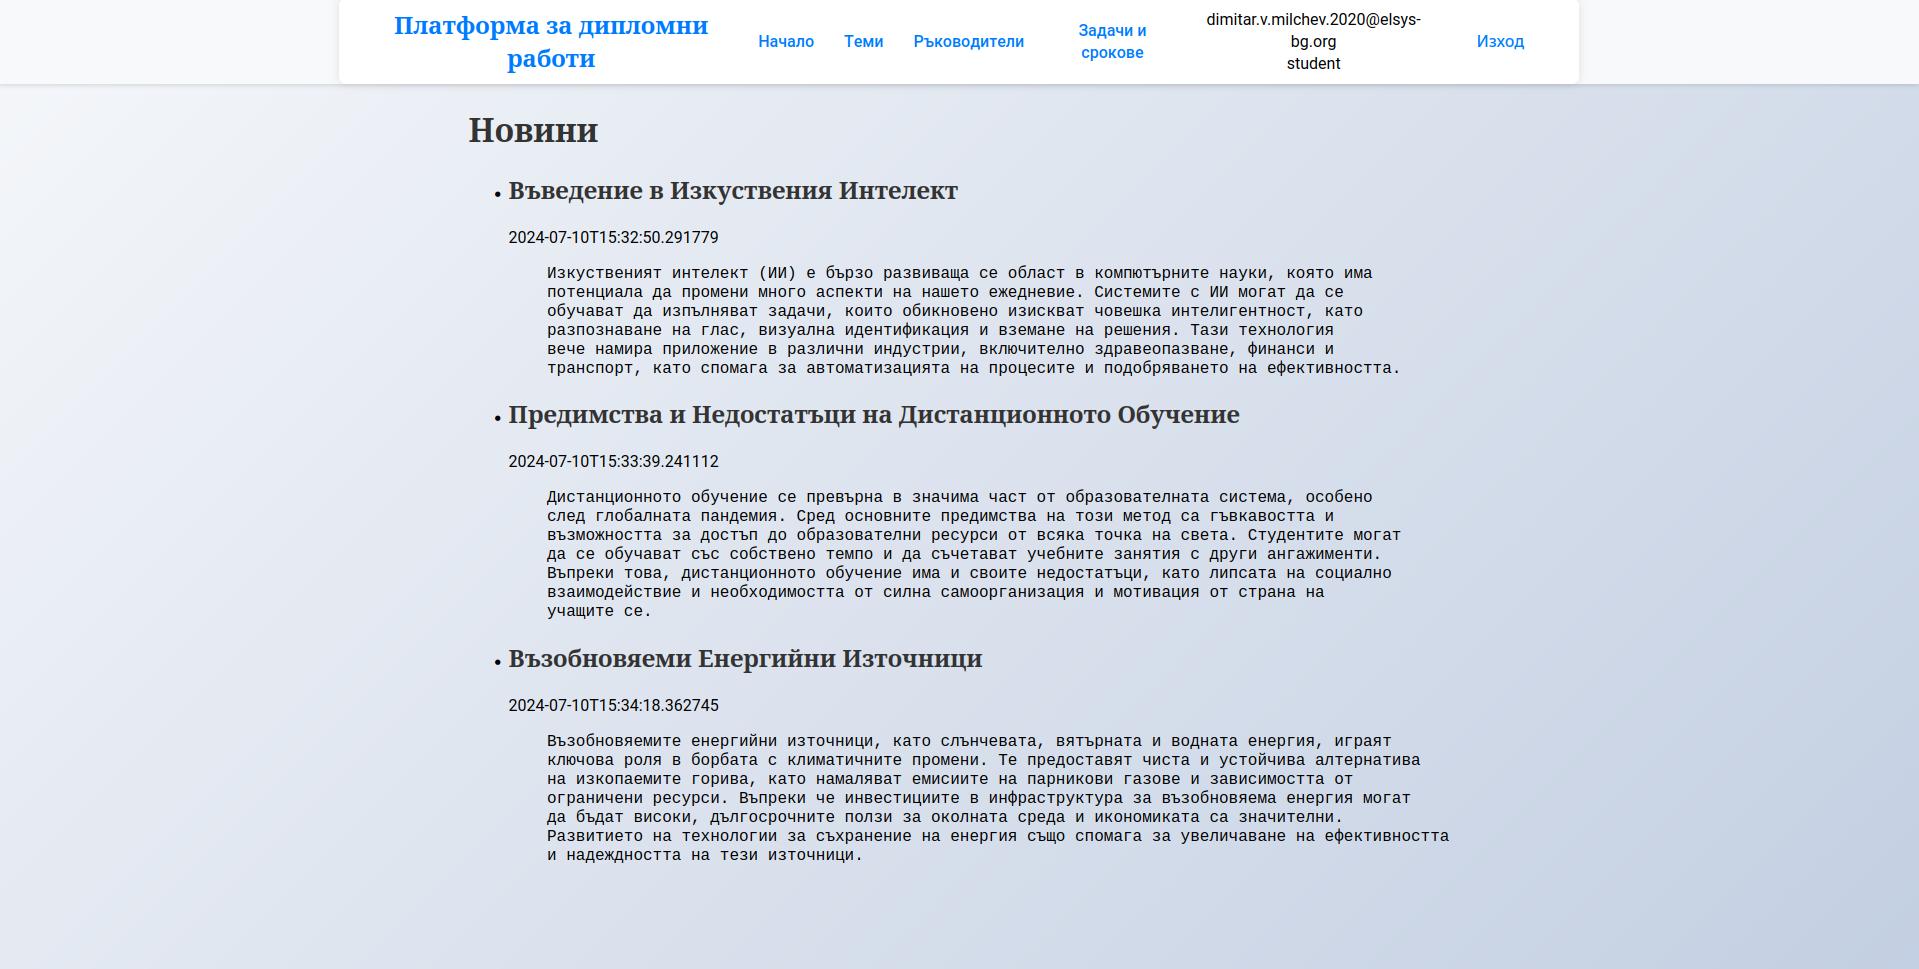 Платформа за дипломни
работи
Начало
Теми
Ръководители
Задачи и
срокове
dimitar.v.milchev.2020@elsys-
bg.org
student
Изход
Новини
• Въведение в Изкуствения Интелект
2024-07-10T15:32:50.291779
Изкуственият интелект (ИИ) е бързо развиваща се област в компютърните науки, която има
потенциала да промени много аспекти на нашето ежедневие. Системите с ИИ могат да се
обучават да изпълняват задачи, които обикновено изискват човешка интелигентност, като
разпознаване на глас, визуална идентификация и вземане на решения. Тази технология
вече намира приложение в различни индустрии, включително здравеопазване, финанси и
транспорт, като спомага за автоматизацията на процесите и подобряването на ефективността.
• Предимства и Недостатъци на Дистанционното Обучение
2024-07-10T15:33:39.241112
Дистанционното обучение се превърна в значима част от образователната система, особено
след глобалната пандемия. Сред основните предимства на този метод са гъвкавостта и
възможността за достъп до образователни ресурси от всяка точка на света. Студентите могат
да се обучават със собствено темпо и да съчетават учебните занятия с други ангажименти.
Въпреки това, дистанционното обучение има и своите недостатъци, като липсата на социално
взаимодействие и необходимостта от силна самоорганизация и мотивация от страна на
учащите се.
• Възобновяеми Енергийни Източници
2024-07-10T15:34:18.362745
Възобновяемите енергийни източници, като слънчевата, вятърната и водната енергия, играят
ключова роля в борбата с климатичните промени. Те предоставят чиста и устойчива алтернатива
на изкопаемите горива, като намаляват емисиите на парникови газове и зависимостта от
ограничени ресурси. Въпреки че инвестициите в инфраструктура за възобновяема енергия могат
да бъдат високи, дългосрочните ползи за околната среда и икономиката са значителни.
Развитието на технологии за съхранение на енергия също спомага за увеличаване на ефективността
и надеждността на тези източници.